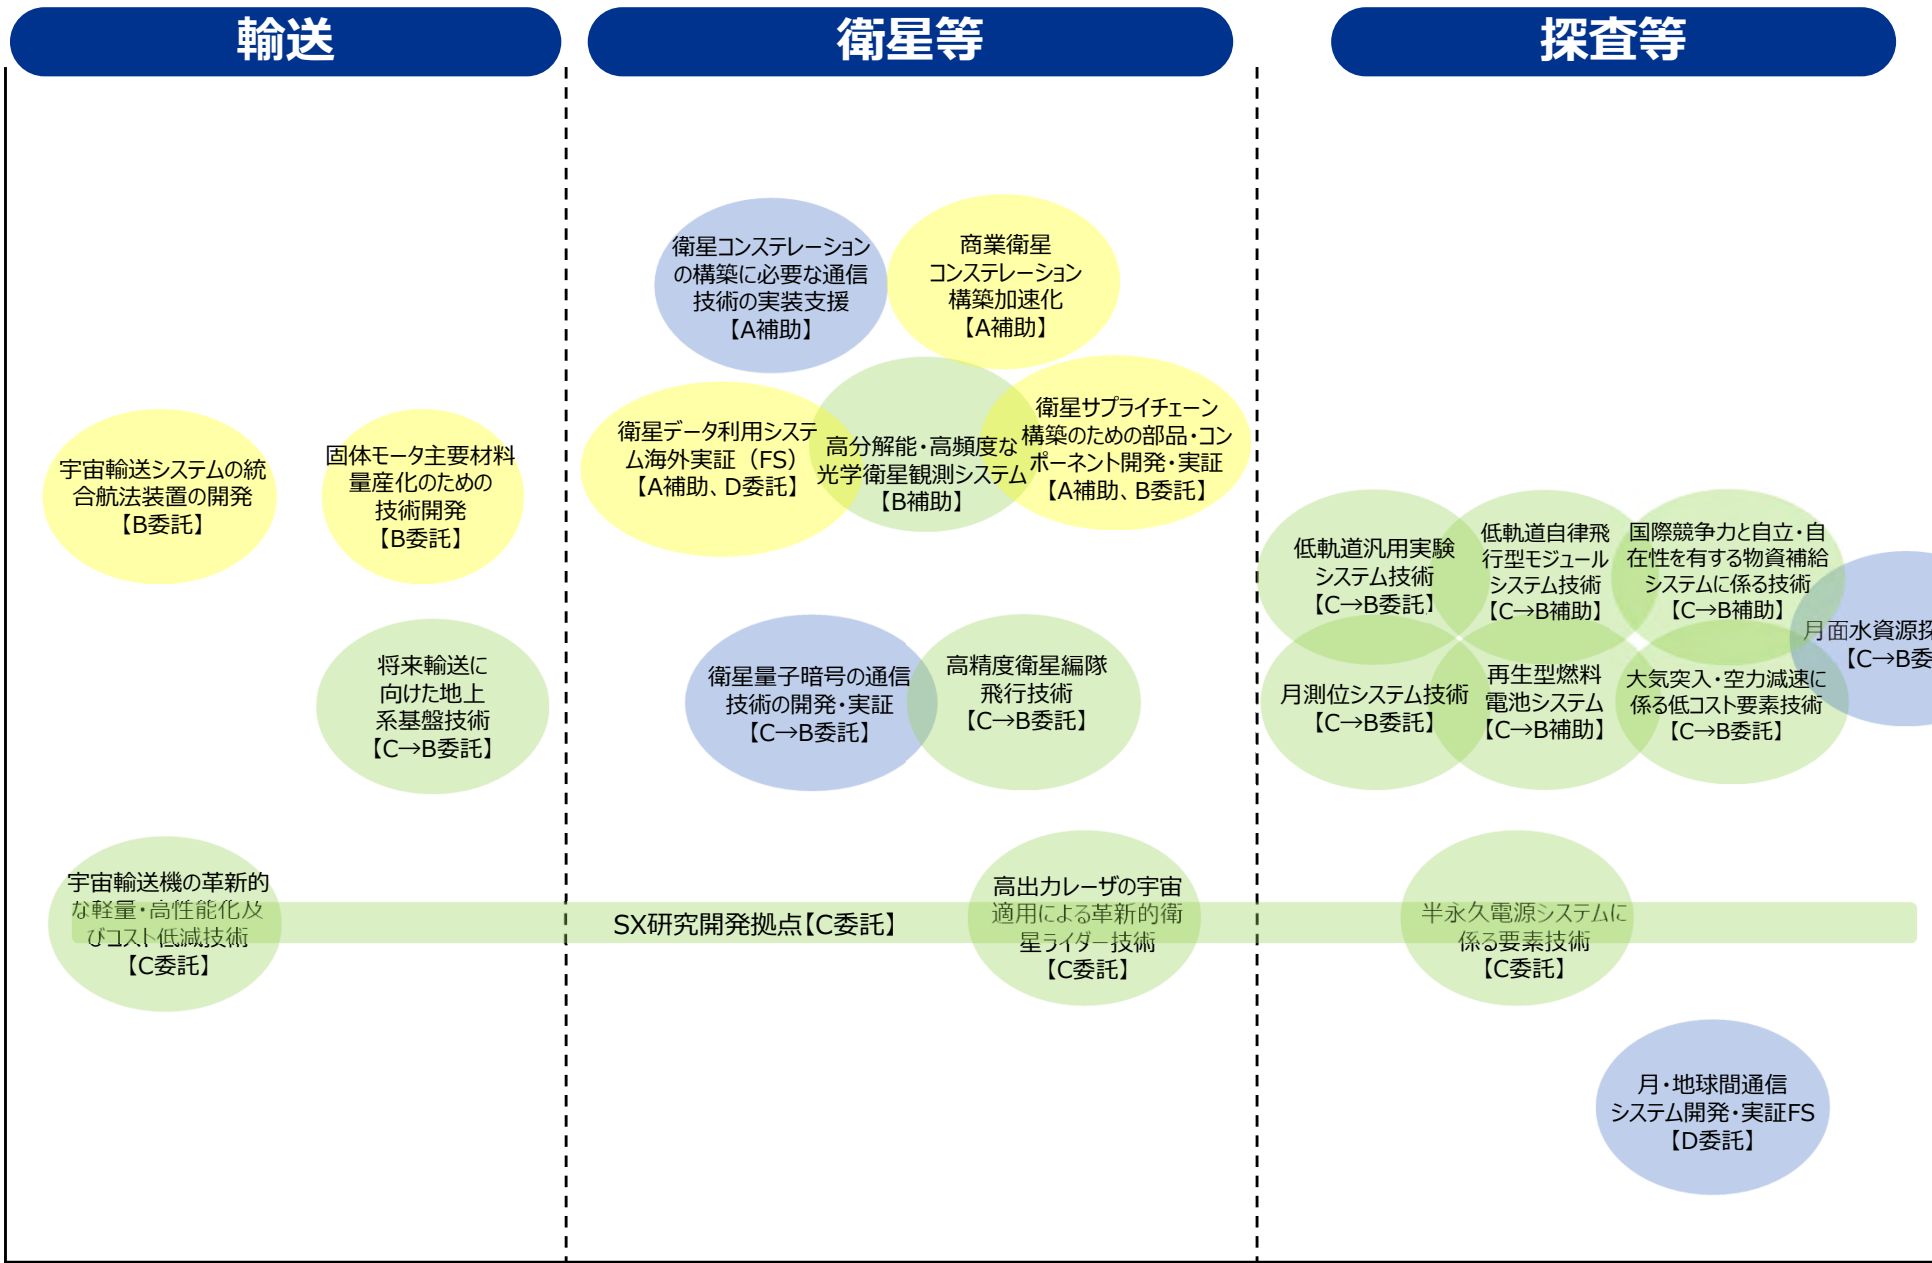 輸送
衛星等
探査等
衛星コンステレーション
の構築に必要な通信
技術の実装支援
【A補助】
商業衛星
コンステレーション
構築加速化
【A補助】
宇宙輸送システムの統
合航法装置の開発
【B委託】
固体モータ主要材料
量産化のための
技術開発
【B委託】
衛星データ利用システ
ム海外実証（FS）
【A補助、D委託】
高分解能・高頻度な
光学衛星観測システム
【B補助】
衛星サプライチェーン
構築のための部品・コン
ポーネント開発・実証
【A補助、B委託】
低軌道汎用実験
システム技術
【C→B委託】
低軌道自律飛
行型モジュール
システム技術
【C→B補助】
国際競争力と自立・自
在性を有する物資補給
システムに係る技術
【C→B補助】
月面水資源探
【C→B委
将来輸送に
向けた地上
系基盤技術
【C→B委託】
衛星量子暗号の通信
技術の開発・実証
【C→B委託】
高精度衛星編隊
飛行技術
【C→B委託】
月測位システム技術
【C→B委託】
再生型燃料
電池システム
【C→B補助】
大気突入・空力減速に
係る低コスト要素技術
【C→B委託】
宇宙輸送機の革新的
な軽量・高性能化及
びコスト低減技術
【C委託】
SX研究開発拠点【C委託】
高出力レーザの宇宙
適用による革新的衛
星ライダー技術
【C委託】
半永久電源システムに
係る要素技術
【C委託】
月・地球間通信
システム開発・実証FS
【D委託】